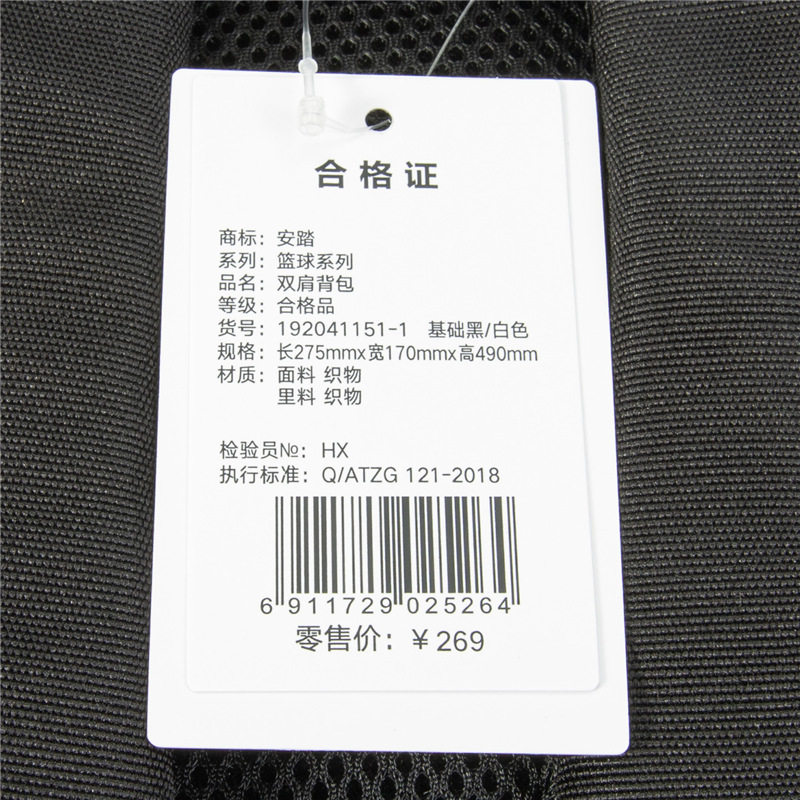 合格证
商标：安踏
系列：篮球系列
品名：双肩背包
等级：合格品
货号：192041151-1 基础黑/白色
规格：长275mmx宽170mmx高490mm
材质：面料 织物
里料 织物
检验员№：HX
执行标准：Q/ATZG 121-2018
6 911729 025264
零售价：￥269